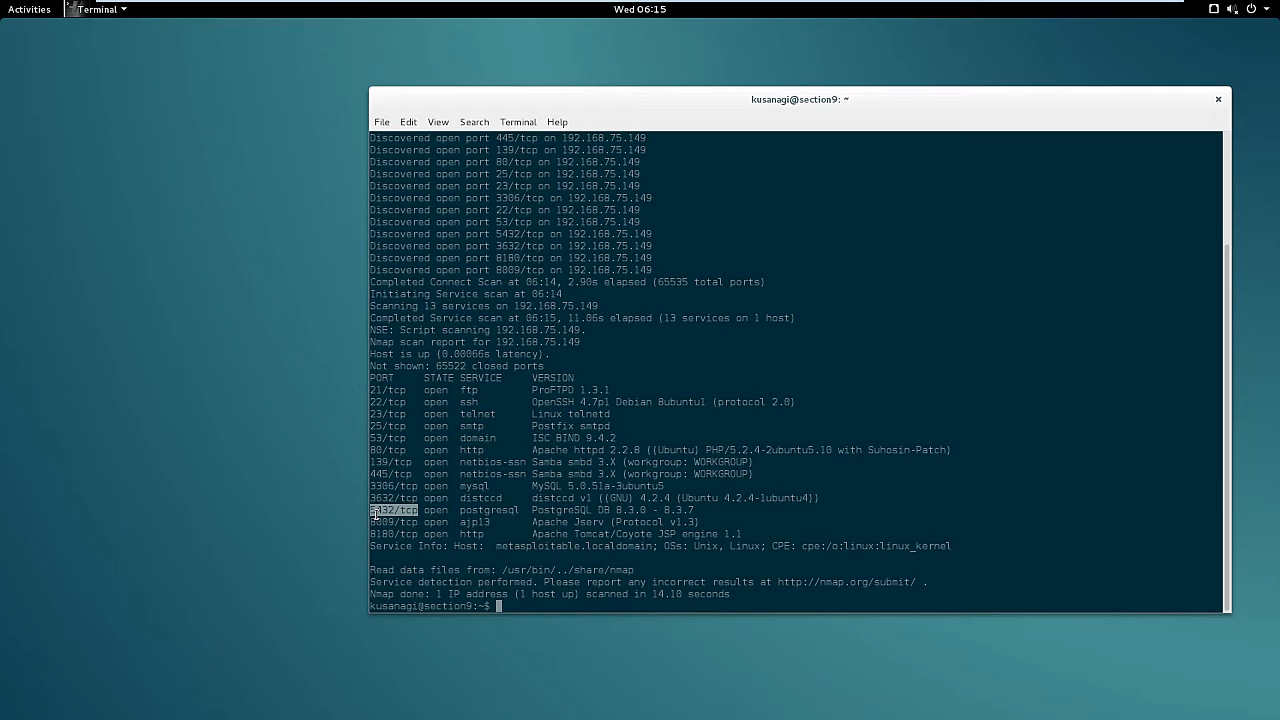 Activities Terminal Wed 06:15
kusanagi@section9: ~
File Edit View Search Terminal Help
Discovered open port 445/tcp on 192.168.75.149
Discovered open port 139/tcp on 192.168.75.149
Discovered open port 80/tcp on 192.168.75.149
Discovered open port 25/tcp on 192.168.75.149
Discovered open port 23/tcp on 192.168.75.149
Discovered open port 3306/tcp on 192.168.75.149
Discovered open port 22/tcp on 192.168.75.149
Discovered open port 53/tcp on 192.168.75.149
Discovered open port 5432/tcp on 192.168.75.149
Discovered open port 3632/tcp on 192.168.75.149
Discovered open port 8180/tcp on 192.168.75.149
Discovered open port 8009/tcp on 192.168.75.149
Completed Connect Scan at 06:14, 2.90s elapsed (65535 total ports)
Initiating Service scan at 06:14
Scanning 13 services on 192.168.75.149
Completed Service scan at 06:15, 11.06s elapsed (13 services on 1 host)
NSE: Script scanning 192.168.75.149.
Nmap scan report for 192.168.75.149
Host is up (0.00066s latency).
Not shown: 65522 closed ports
PORT STATE SERVICE VERSION
21/tcp open ftp ProFTPD 1.3.1
22/tcp open ssh OpenSSH 4.7p1 Debian 8ubuntu1 (protocol 2.0)
23/tcp open telnet Linux telnetd
25/tcp open smtp Postfix smtpd
53/tcp open domain ISC BIND 9.4.2
80/tcp open http Apache httpd 2.2.8 ((Ubuntu) PHP/5.2.4-2ubuntu5.10 with Suhosin-Patch)
139/tcp open netbios-ssn Samba smbd 3.X (workgroup: WORKGROUP)
445/tcp open netbios-ssn Samba smbd 3.X (workgroup: WORKGROUP)
3306/tcp open mysql MySQL 5.0.51a-3ubuntu5
3632/tcp open distccd distccd v1 ((GNU) 4.2.4 (Ubuntu 4.2.4-1ubuntu4))
5432/tcp open postgresql PostgreSQL DB 8.3.0 - 8.3.7
8009/tcp open ajp13 Apache Jserv (Protocol v1.3)
8180/tcp open http Apache Tomcat/Coyote JSP engine 1.1
Service Info: Host:  metasploitable.localdomain; OSs: Unix, Linux; CPE: cpe:/o:linux:linux_kernel
Read data files from: /usr/bin/../share/nmap
Service detection performed. Please report any incorrect results at http://nmap.org/submit/ .
Nmap done: 1 IP address (1 host up) scanned in 14.10 seconds
kusanagi@section9:~$